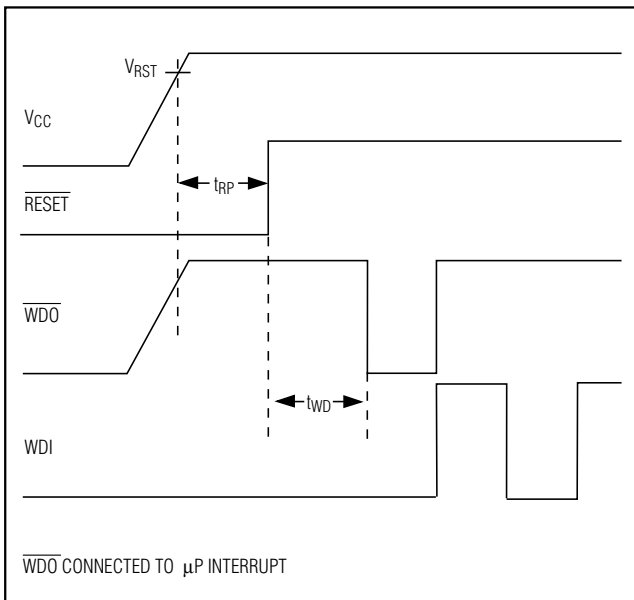 VRST
VCC
tRP
RESET
WDO
tWD
WDI
WDO CONNECTED TO μP INTERRUPT